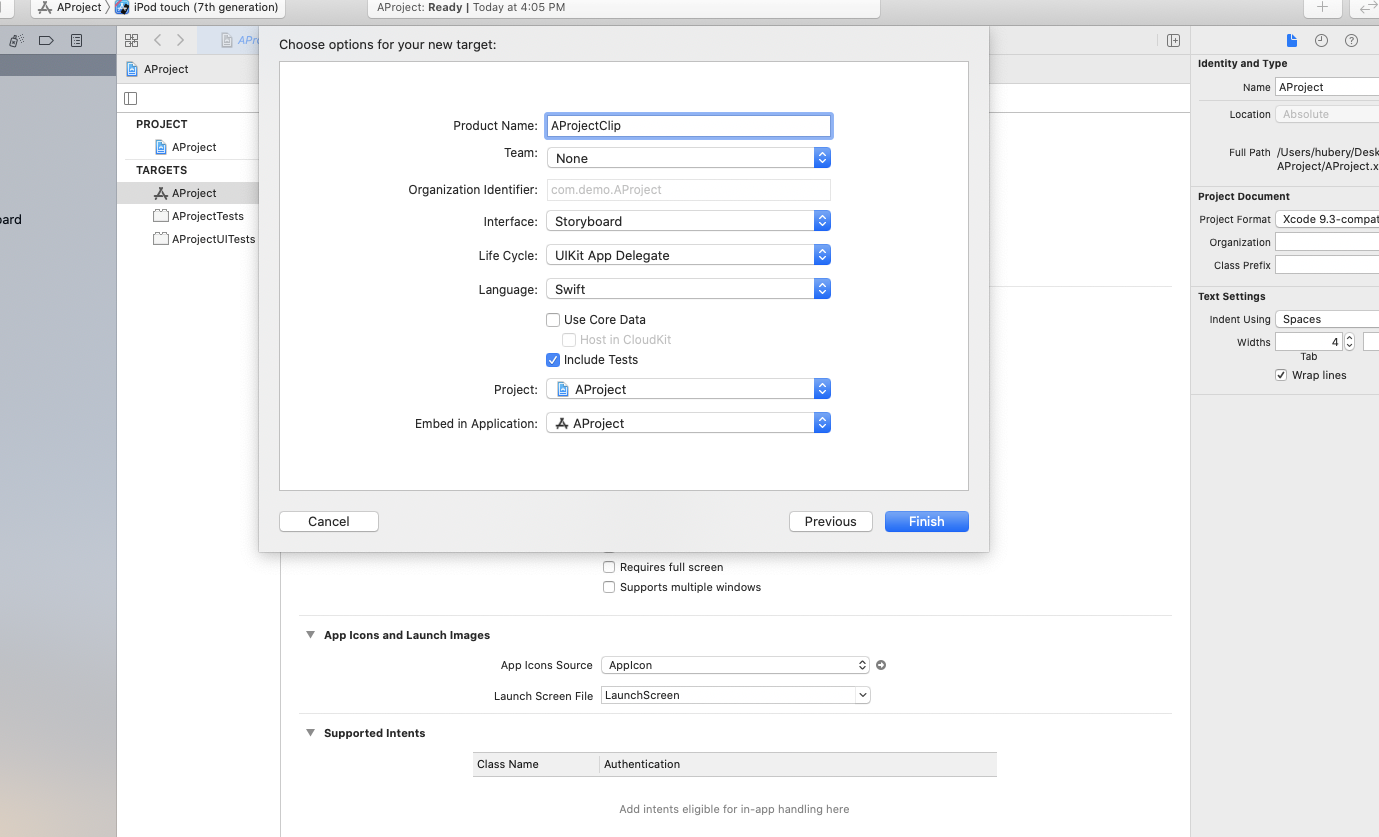 AProject 〉 iPod touch (7th generation)
AProject: Ready | Today at 4:05 PM
APro
AProject
PROJECT
AProject
TARGETS
AProject
AProjectTests
AProjectUITests
oard
Choose options for your new target:
Product Name: AProjectClip
Team: None
Organization Identifier: com.demo.AProject
Interface: Storyboard
Life Cycle: UIKit App Delegate
Language: Swift
Use Core Data
Host in CloudKit
Include Tests
Project: AProject
Embed in Application: AProject
Cancel
Previous
Finish
Requires full screen
Supports multiple windows
App Icons and Launch Images
App Icons Source AppIcon
Launch Screen File LaunchScreen
Supported Intents
Class Name Authentication
Add intents eligible for in-app handling here
Identity and Type
Name AProject
Location Absolute
Full Path /Users/hubery/Desk
AProject/AProject.x
Project Document
Project Format Xcode 9.3-compat
Organization
Class Prefix
Text Settings
Indent Using Spaces
Widths 4
Tab
Wrap lines